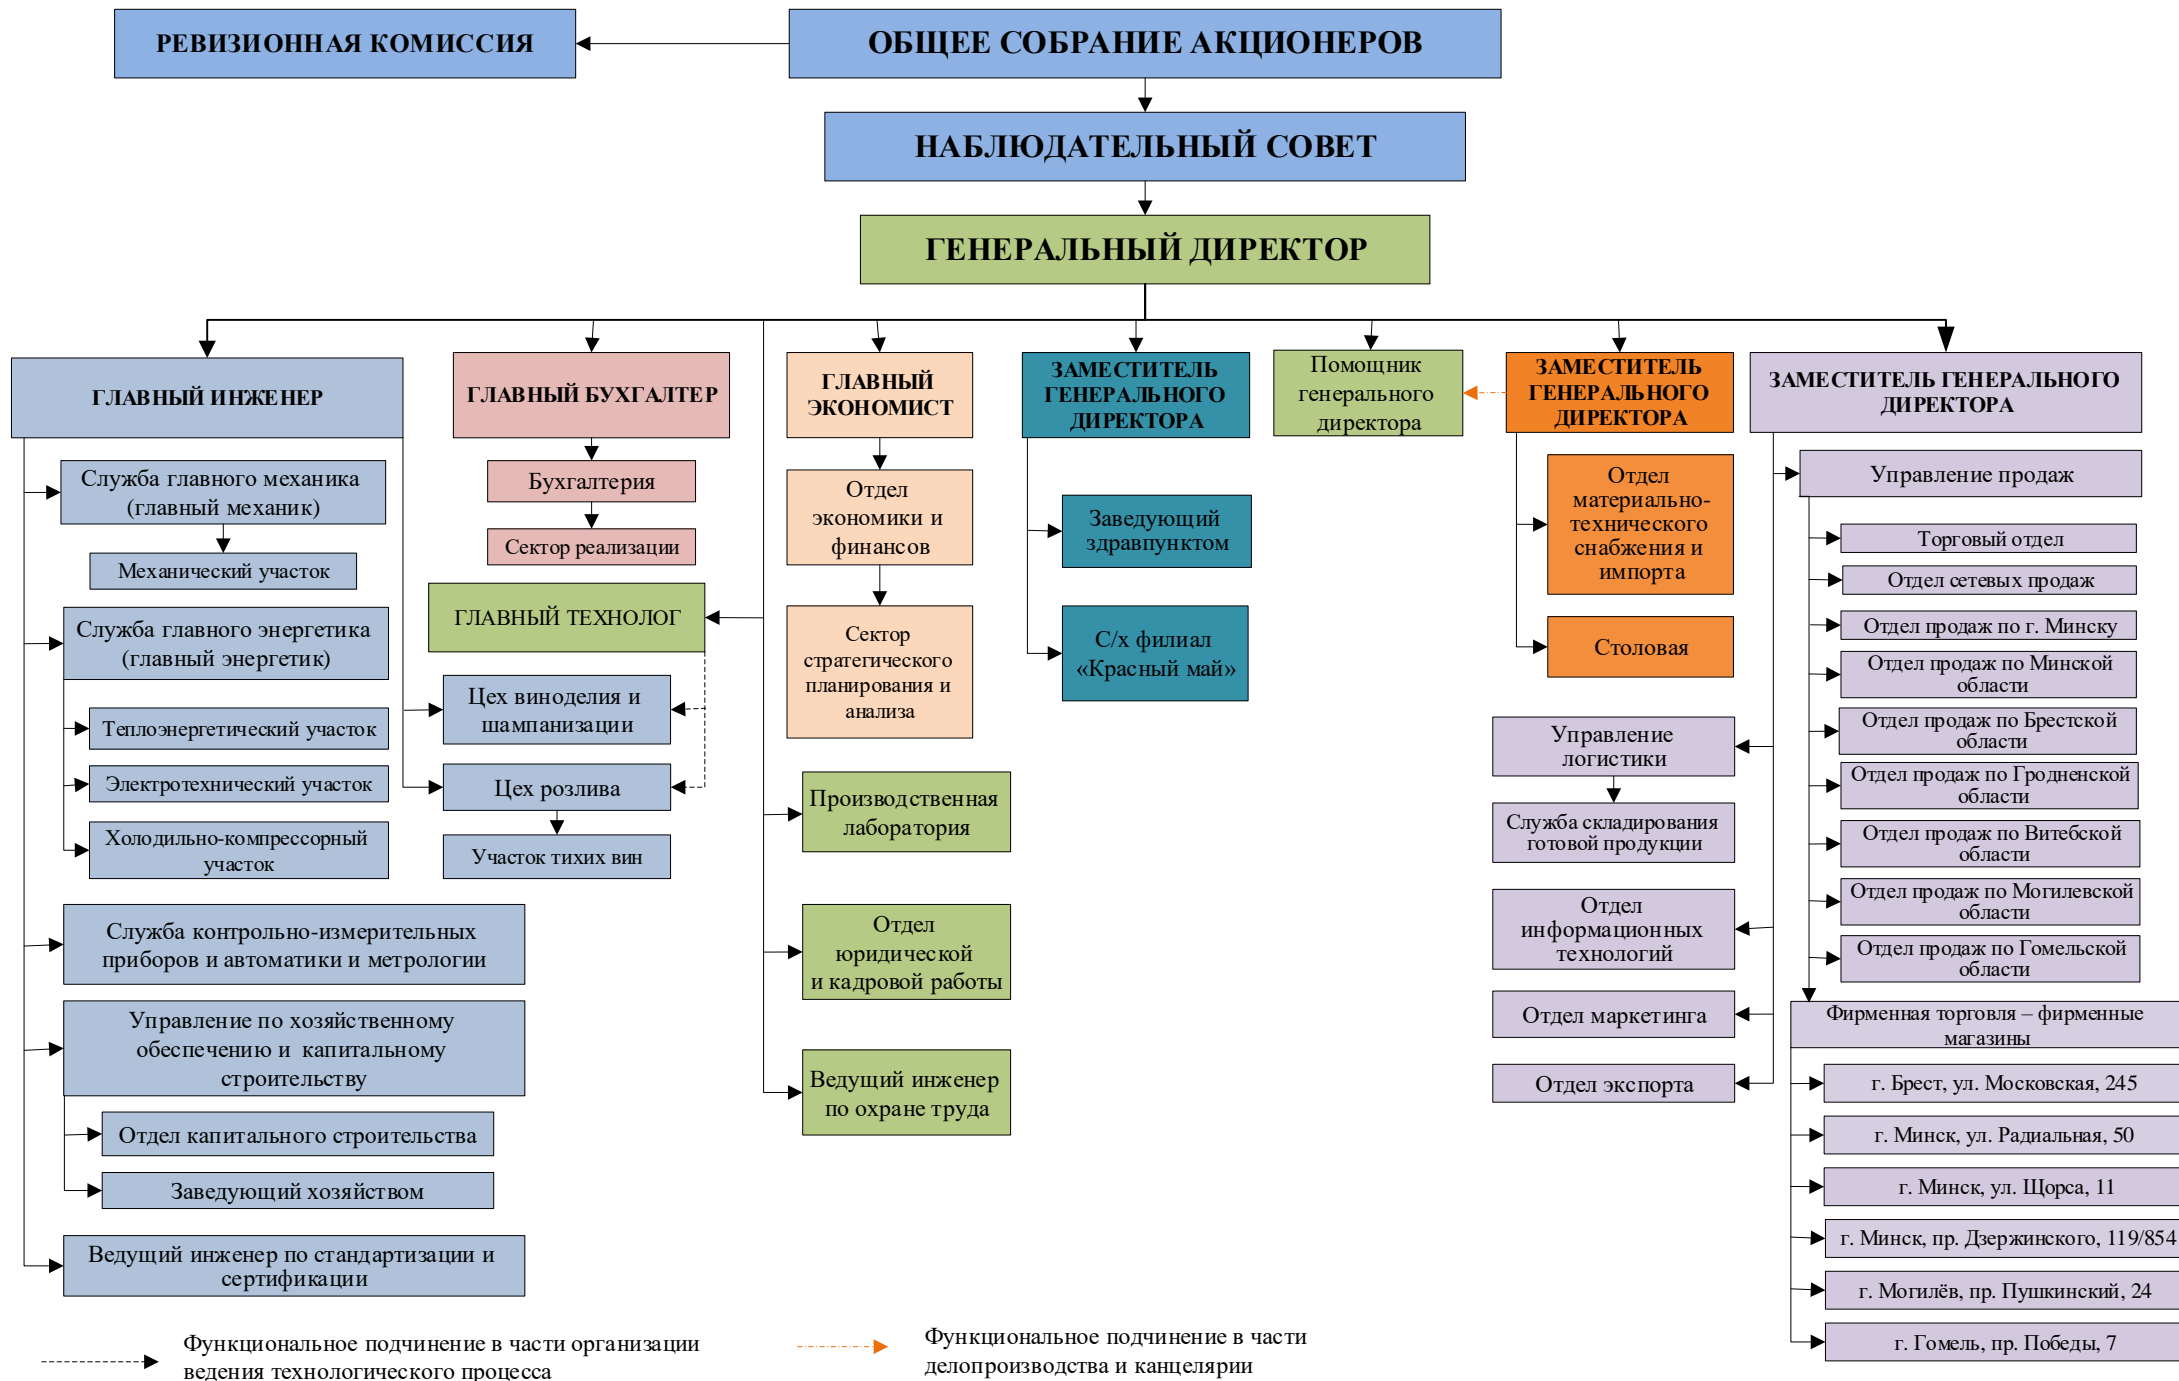 РЕВИЗИОННАЯ КОМИССИЯ
ОБЩЕЕ СОБРАНИЕ АКЦИОНЕРОВ
НАБЛЮДАТЕЛЬНЫЙ СОВЕТ
ГЕНЕРАЛЬНЫЙ ДИРЕКТОР
ГЛАВНЫЙ ИНЖЕНЕР
Служба главного механика
(главный механик)
Механический участок
Служба главного энергетика
(главный энергетик)
Теплоэнергетический участок
Электротехнический участок
Холодильно-компрессорный
участок
Служба контрольно-измерительных
приборов и автоматики и метрологии
Управление по хозяйственному
обеспечению и капитальному
строительству
Отдел капитального строительства
Заведующий хозяйством
Ведущий инженер по стандартизации и
сертификации
ГЛАВНЫЙ БУХГАЛТЕР
Бухгалтерия
Сектор реализации
ГЛАВНЫЙ ТЕХНОЛОГ
Цех виноделия и
шампанизации
Цех розлива
Участок тихих вин
ГЛАВНЫЙ
ЭКОНОМИСТ
Отдел
экономики и
финансов
Сектор
стратегического
планирования и
анализа
Производственная
лаборатория
Отдел
юридической
и кадровой работы
Ведущий инженер
по охране труда
ЗАМЕСТИТЕЛЬ
ГЕНЕРАЛЬНОГО
ДИРЕКТОРА
Заведующий
здравпунктом
С/х филиал
«Красный май»
Помощник
генерального
директора
ЗАМЕСТИТЕЛЬ
ГЕНЕРАЛЬНОГО
ДИРЕКТОРА
Отдел
материально-
технического
снабжения и
импорта
Столовая
ЗАМЕСТИТЕЛЬ ГЕНЕРАЛЬНОГО
ДИРЕКТОРА
Управление
логистики
Служба складирования
готовой продукции
Отдел
информационных
технологий
Отдел маркетинга
Отдел экспорта
Управление продаж
Торговый отдел
Отдел сетевых продаж
Отдел продаж по г. Минску
Отдел продаж по Минской
области
Отдел продаж по Брестской
области
Отдел продаж по Гродненской
области
Отдел продаж по Витебской
области
Отдел продаж по Могилевской
области
Отдел продаж по Гомельской
области
Фирменная торговля – фирменные
магазины
г. Брест, ул. Московская, 245
г. Минск, ул. Радиальная, 50
г. Минск, ул. Щорса, 11
г. Минск, пр. Дзержинского, 119/854
г. Могилёв, пр. Пушкинский, 24
г. Гомель, пр. Победы, 7
Функциональное подчинение в части организации
ведения технологического процесса
Функциональное подчинение в части
делопроизводства и канцелярии